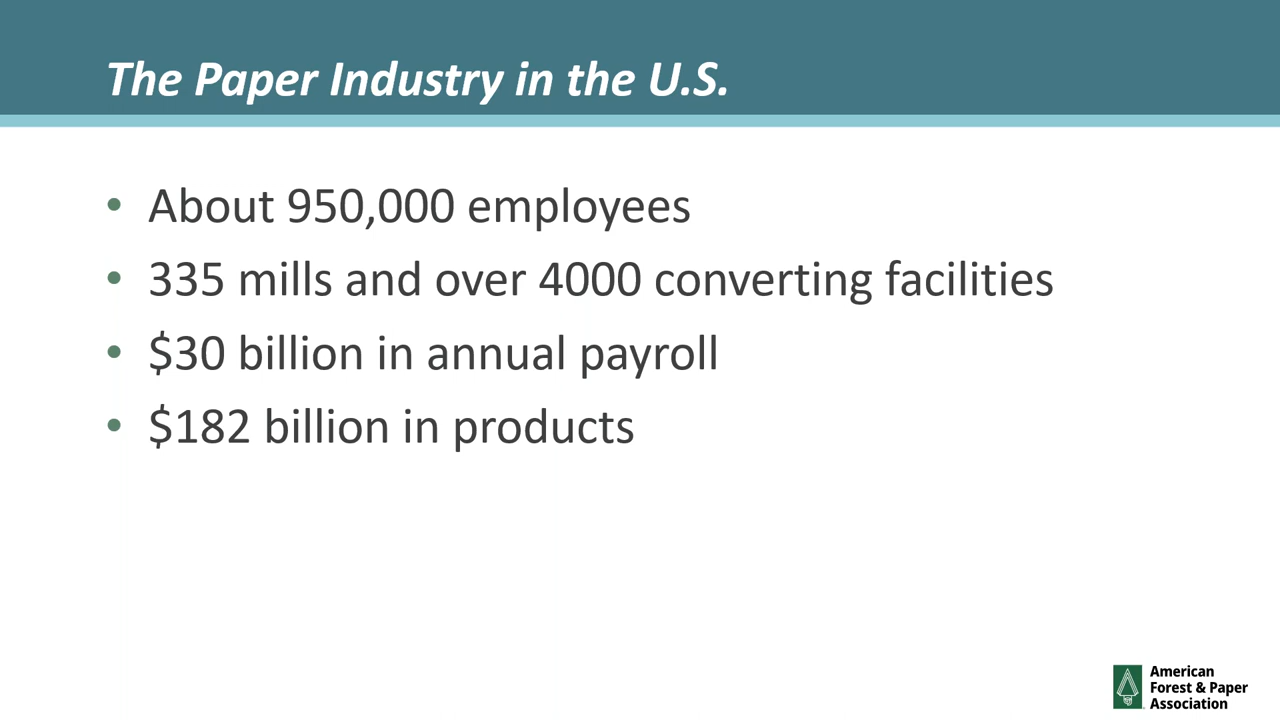 The Paper Industry in the U.S.
• About 950,000 employees
• 335 mills and over 4000 converting facilities
• $30 billion in annual payroll
• $182 billion in products
American
Forest & Paper
Association